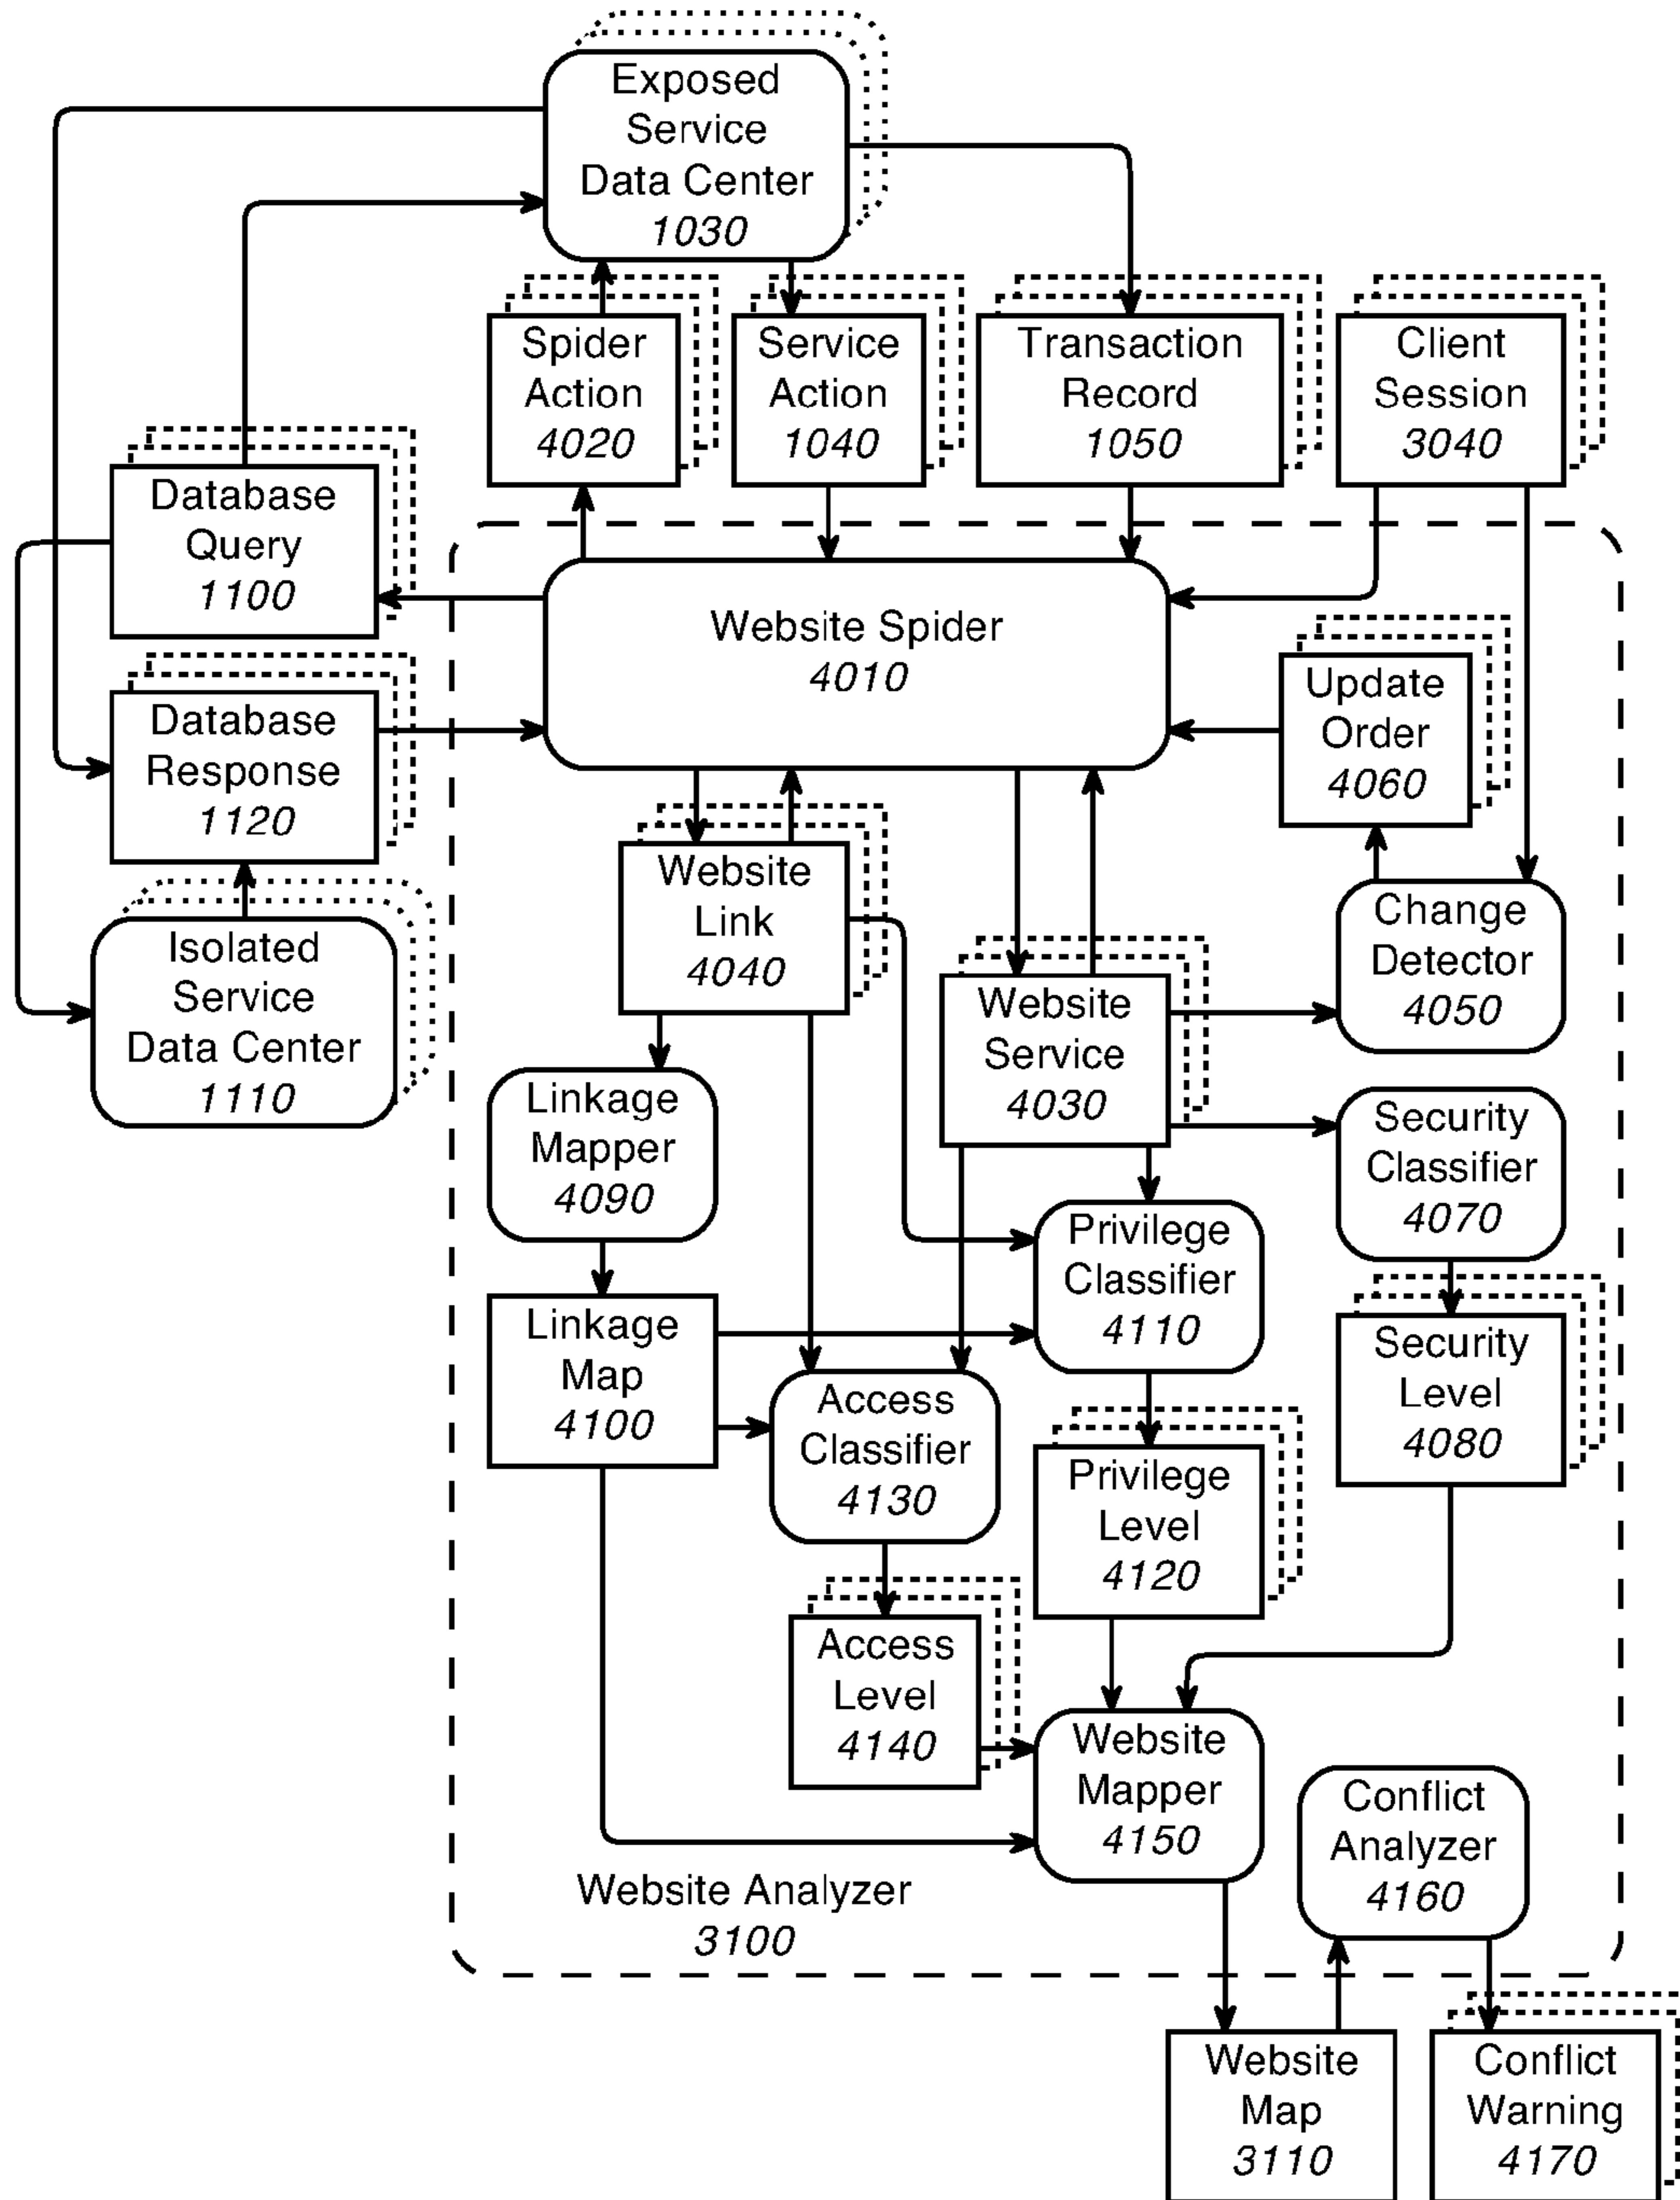 Exposed
Service
Data Center
1030
Spider
Action
4020
Service
Action
1040
Transaction
Record
1050
Client
Session
3040
Database
Query
1100
Website Spider
4010
Update
Order
4060
Database
Response
1120
Website
Link
4040
Change
Detector
4050
Isolated
Service
Data Center
1110
Website
Service
4030
Linkage
Mapper
4090
Security
Classifier
4070
Privilege
Classifier
4110
Linkage
Map
4100
Security
Level
4080
Access
Classifier
4130
Privilege
Level
4120
Access
Level
4140
Website
Mapper
4150
Conflict
Analyzer
4160
Website Analyzer
3100
Website
Map
3110
Conflict
Warning
4170